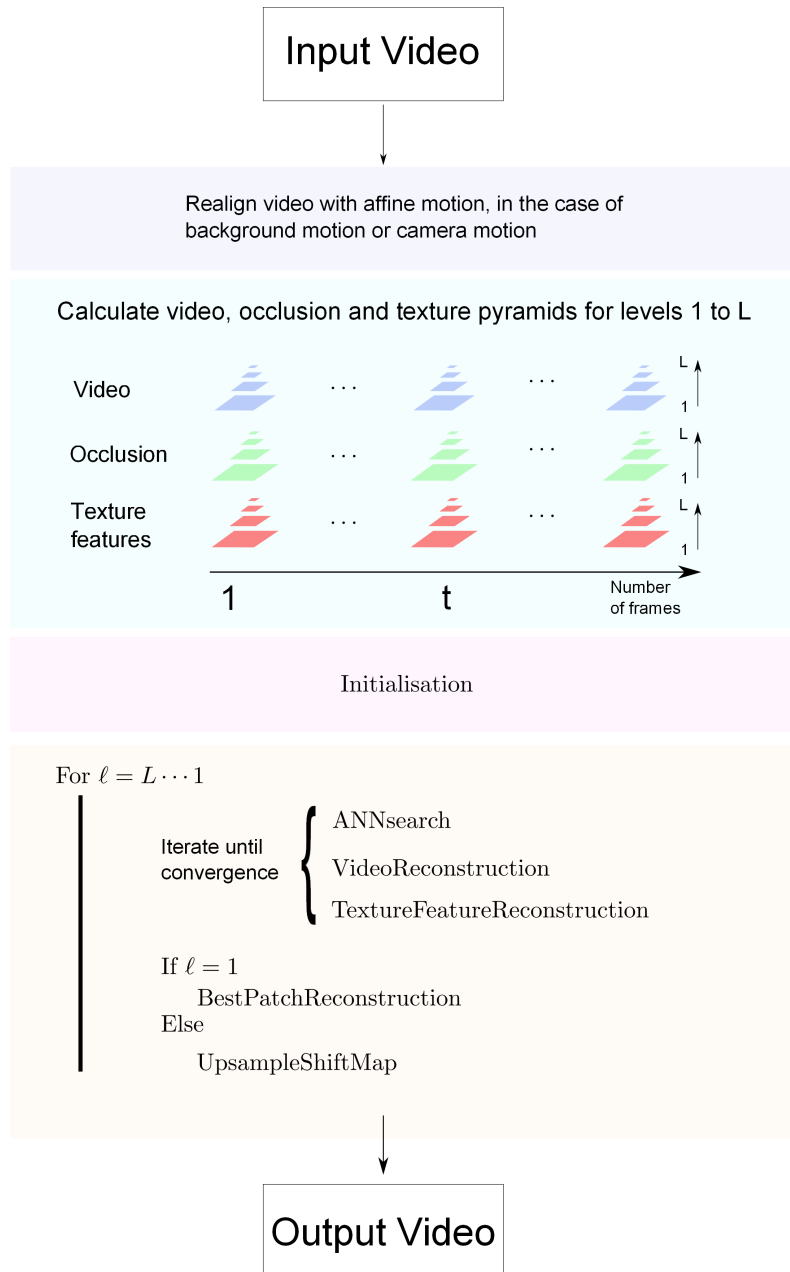 Input Video
Realign video with affine motion, in the case of
background motion or camera motion
Calculate video, occlusion and texture pyramids for levels 1 to L
Video
. . .
. . .
L
1
Occlusion
. . .
. . .
L
1
Texture
features
. . .
. . .
L
1
1
t
Number
of frames
Initialisation
For ℓ = L · · · 1
Iterate until
convergence
{
ANNsearch
VideoReconstruction
TextureFeatureReconstruction
If ℓ = 1
BestPatchReconstruction
Else
UpsampleShiftMap
Output Video